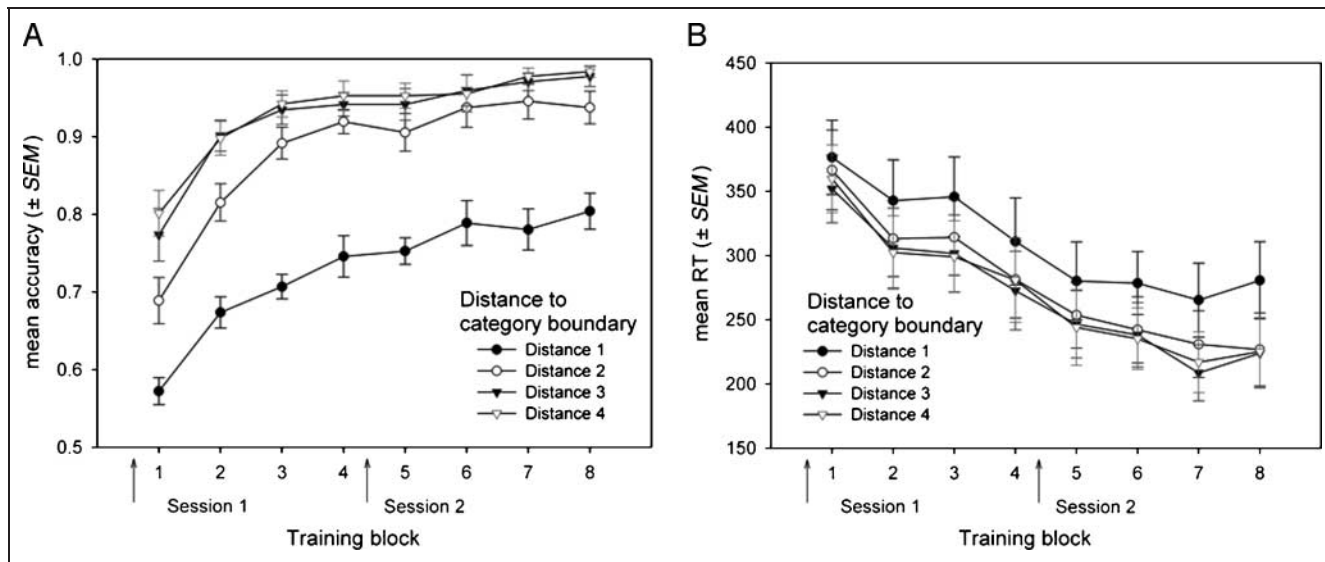 A
mean accuracy (± SEM)
1.0
0.9
0.8
0.7
0.6
0.5
Distance to
category boundary
Distance 1
Distance 2
Distance 3
Distance 4
1 2 3 4 5 6 7 8
Session 1 Session 2
Training block
B
mean RT (± SEM)
450
400
350
300
250
200
150
Distance to
category boundary
Distance 1
Distance 2
Distance 3
Distance 4
1 2 3 4 5 6 7 8
Session 1 Session 2
Training block